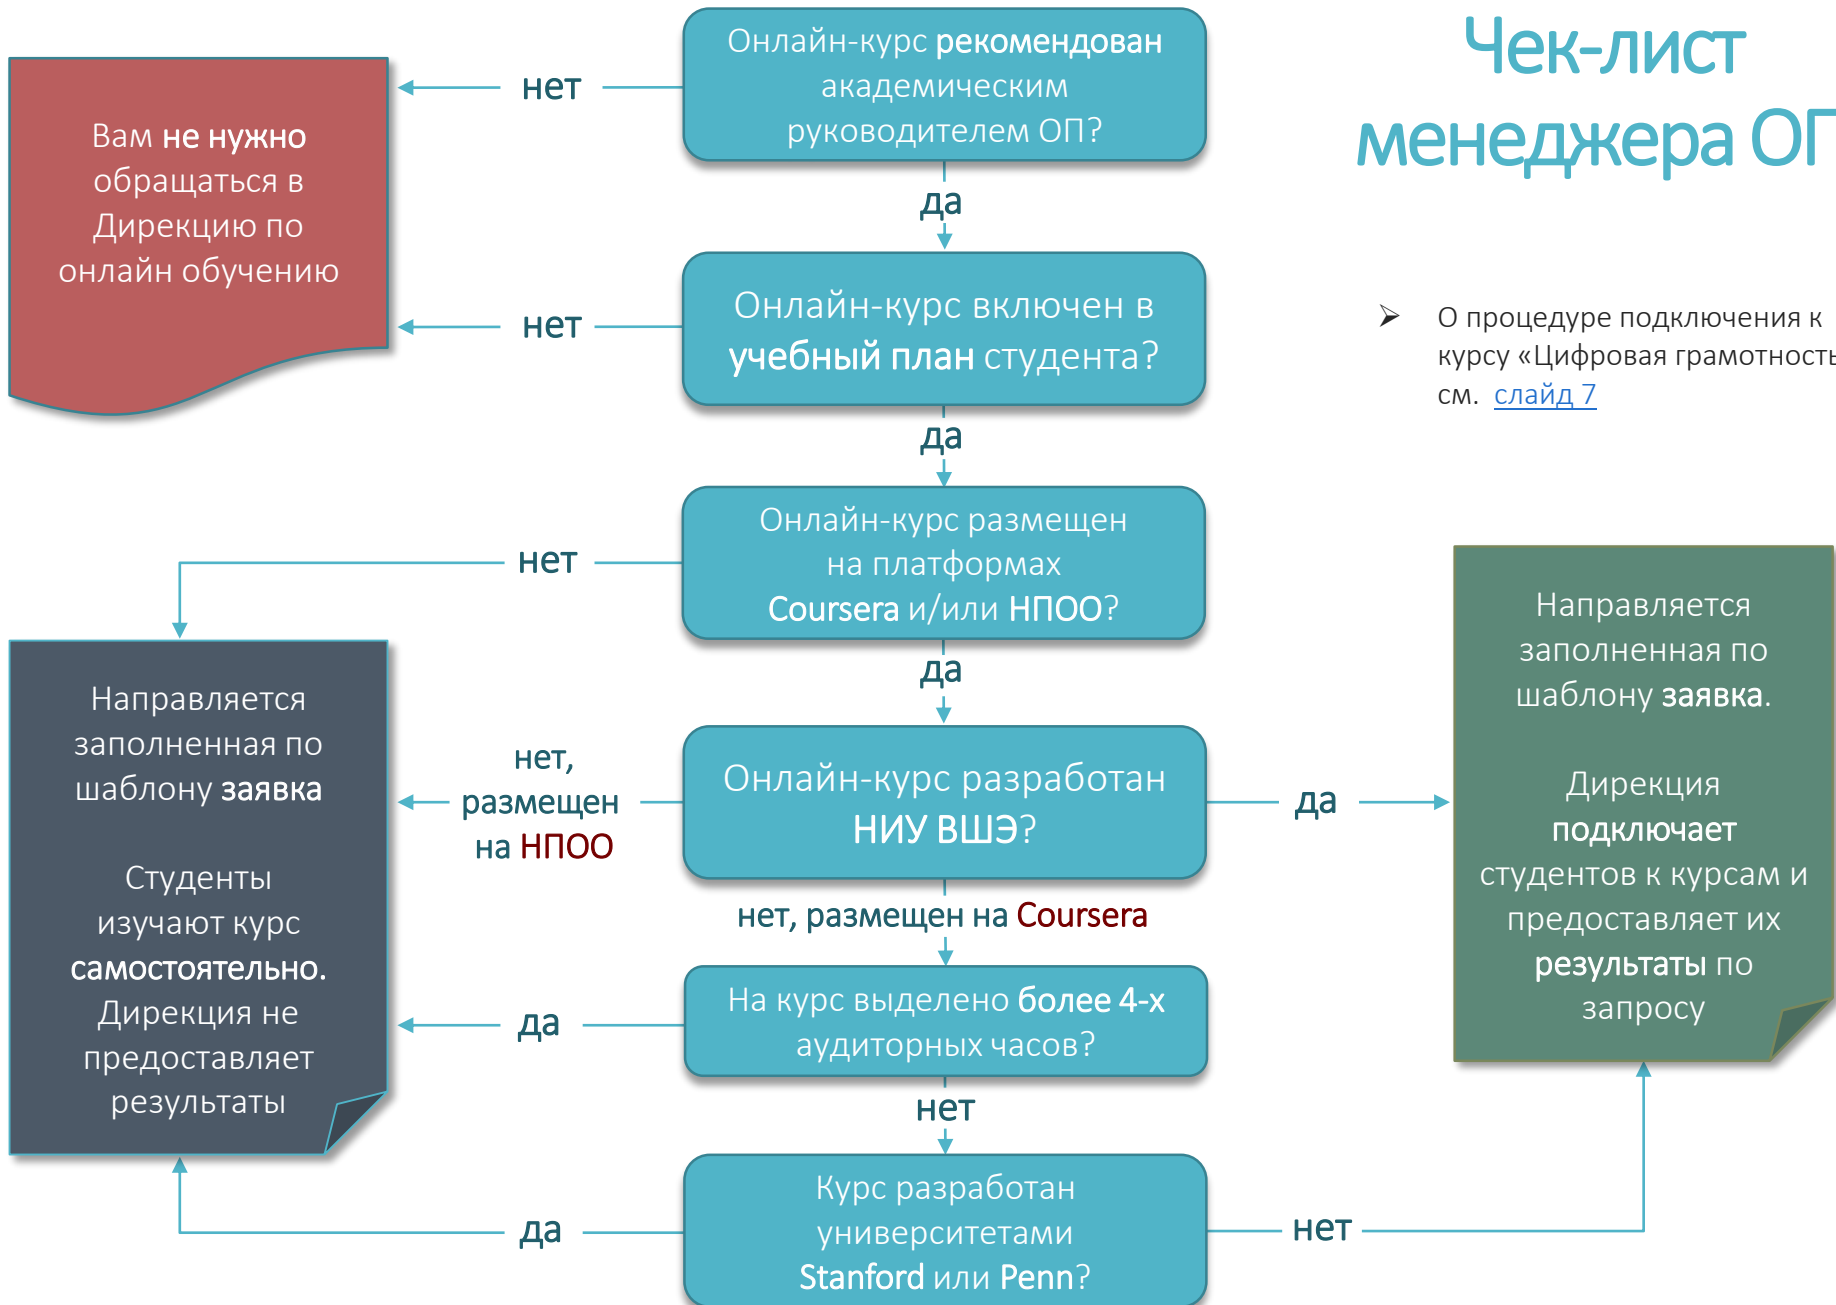 Чек-лист
менеджера ОП
Онлайн-курс рекомендован
академическим
руководителем ОП?
нет
Вам не нужно
обращаться в
Дирекцию по
онлайн обучению
да
Онлайн-курс включен в
учебный план студента?
нет
➢ О процедуре подключения к
курсу «Цифровая грамотность
см. слайд 7
да
Онлайн-курс размещен
на платформах
Coursera и/или НПОО?
нет
да
Направляется
заполненная по
шаблону заявка
Студенты
изучают курс
самостоятельно.
Дирекция не
предоставляет
результаты
нет,
размещен
на НПОО
Онлайн-курс разработан
НИУ ВШЭ?
да
Направляется
заполненная по
шаблону заявка.
Дирекция
подключает
студентов к курсам и
предоставляет их
результаты по
запросу
нет, размещен на Coursera
На курс выделено более 4-х
аудиторных часов?
да
нет
Курс разработан
университетами
Stanford или Penn?
да
нет